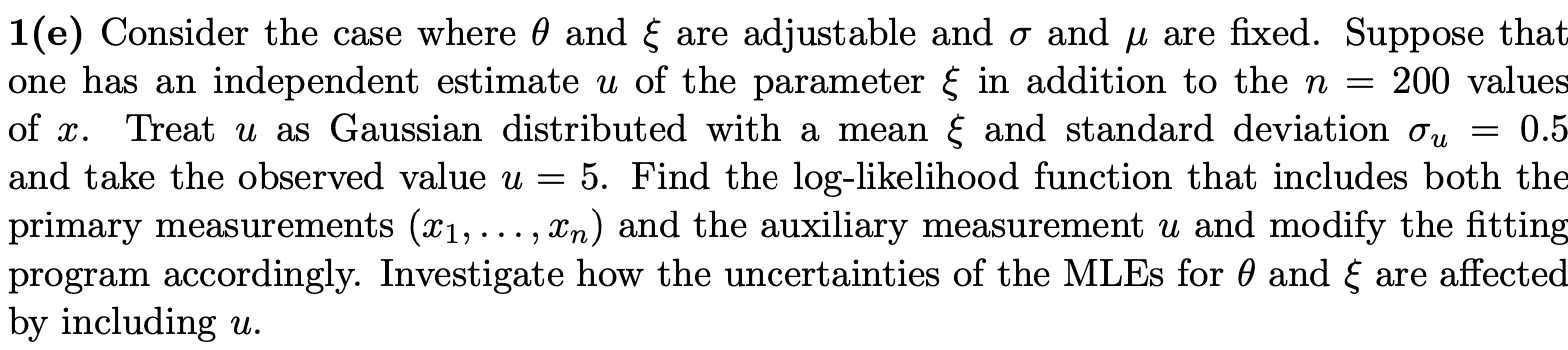 1(e) Consider the case where θ and ξ are adjustable and σ and μ are fixed. Suppose that
one has an independent estimate u of the parameter ξ in addition to the n = 200 values
of x. Treat u as Gaussian distributed with a mean ξ and standard deviation σᵤ = 0.5
and take the observed value u = 5. Find the log-likelihood function that includes both the
primary measurements (x₁, . . . , xₙ) and the auxiliary measurement u and modify the fitting
program accordingly. Investigate how the uncertainties of the MLEs for θ and ξ are affected
by including u.